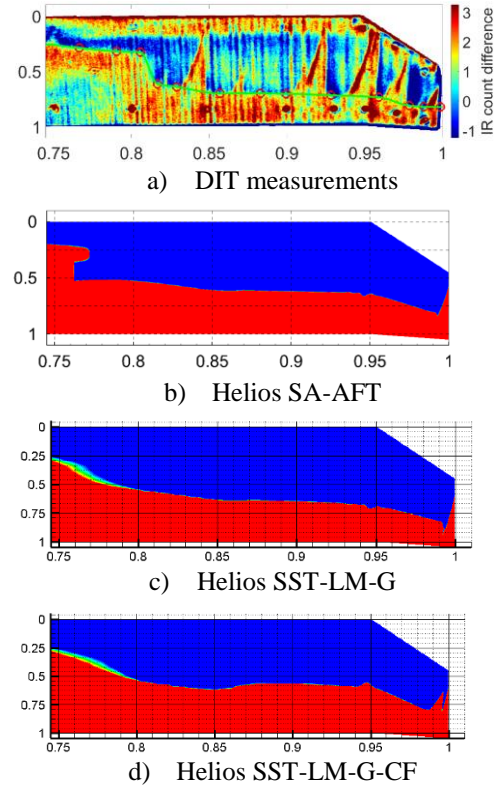 0
0.5
1
0.75 0.8 0.85 0.9 0.95 1
3
2
1
0
-1
IR count difference
a) DIT measurements
0
0.5
1
0.75 0.8 0.85 0.9 0.95 1
b) Helios SA-AFT
0
0.25
0.5
0.75
1
0.75 0.8 0.85 0.9 0.95 1
c) Helios SST-LM-G
0
0.25
0.5
0.75
1
0.75 0.8 0.85 0.9 0.95 1
d) Helios SST-LM-G-CF